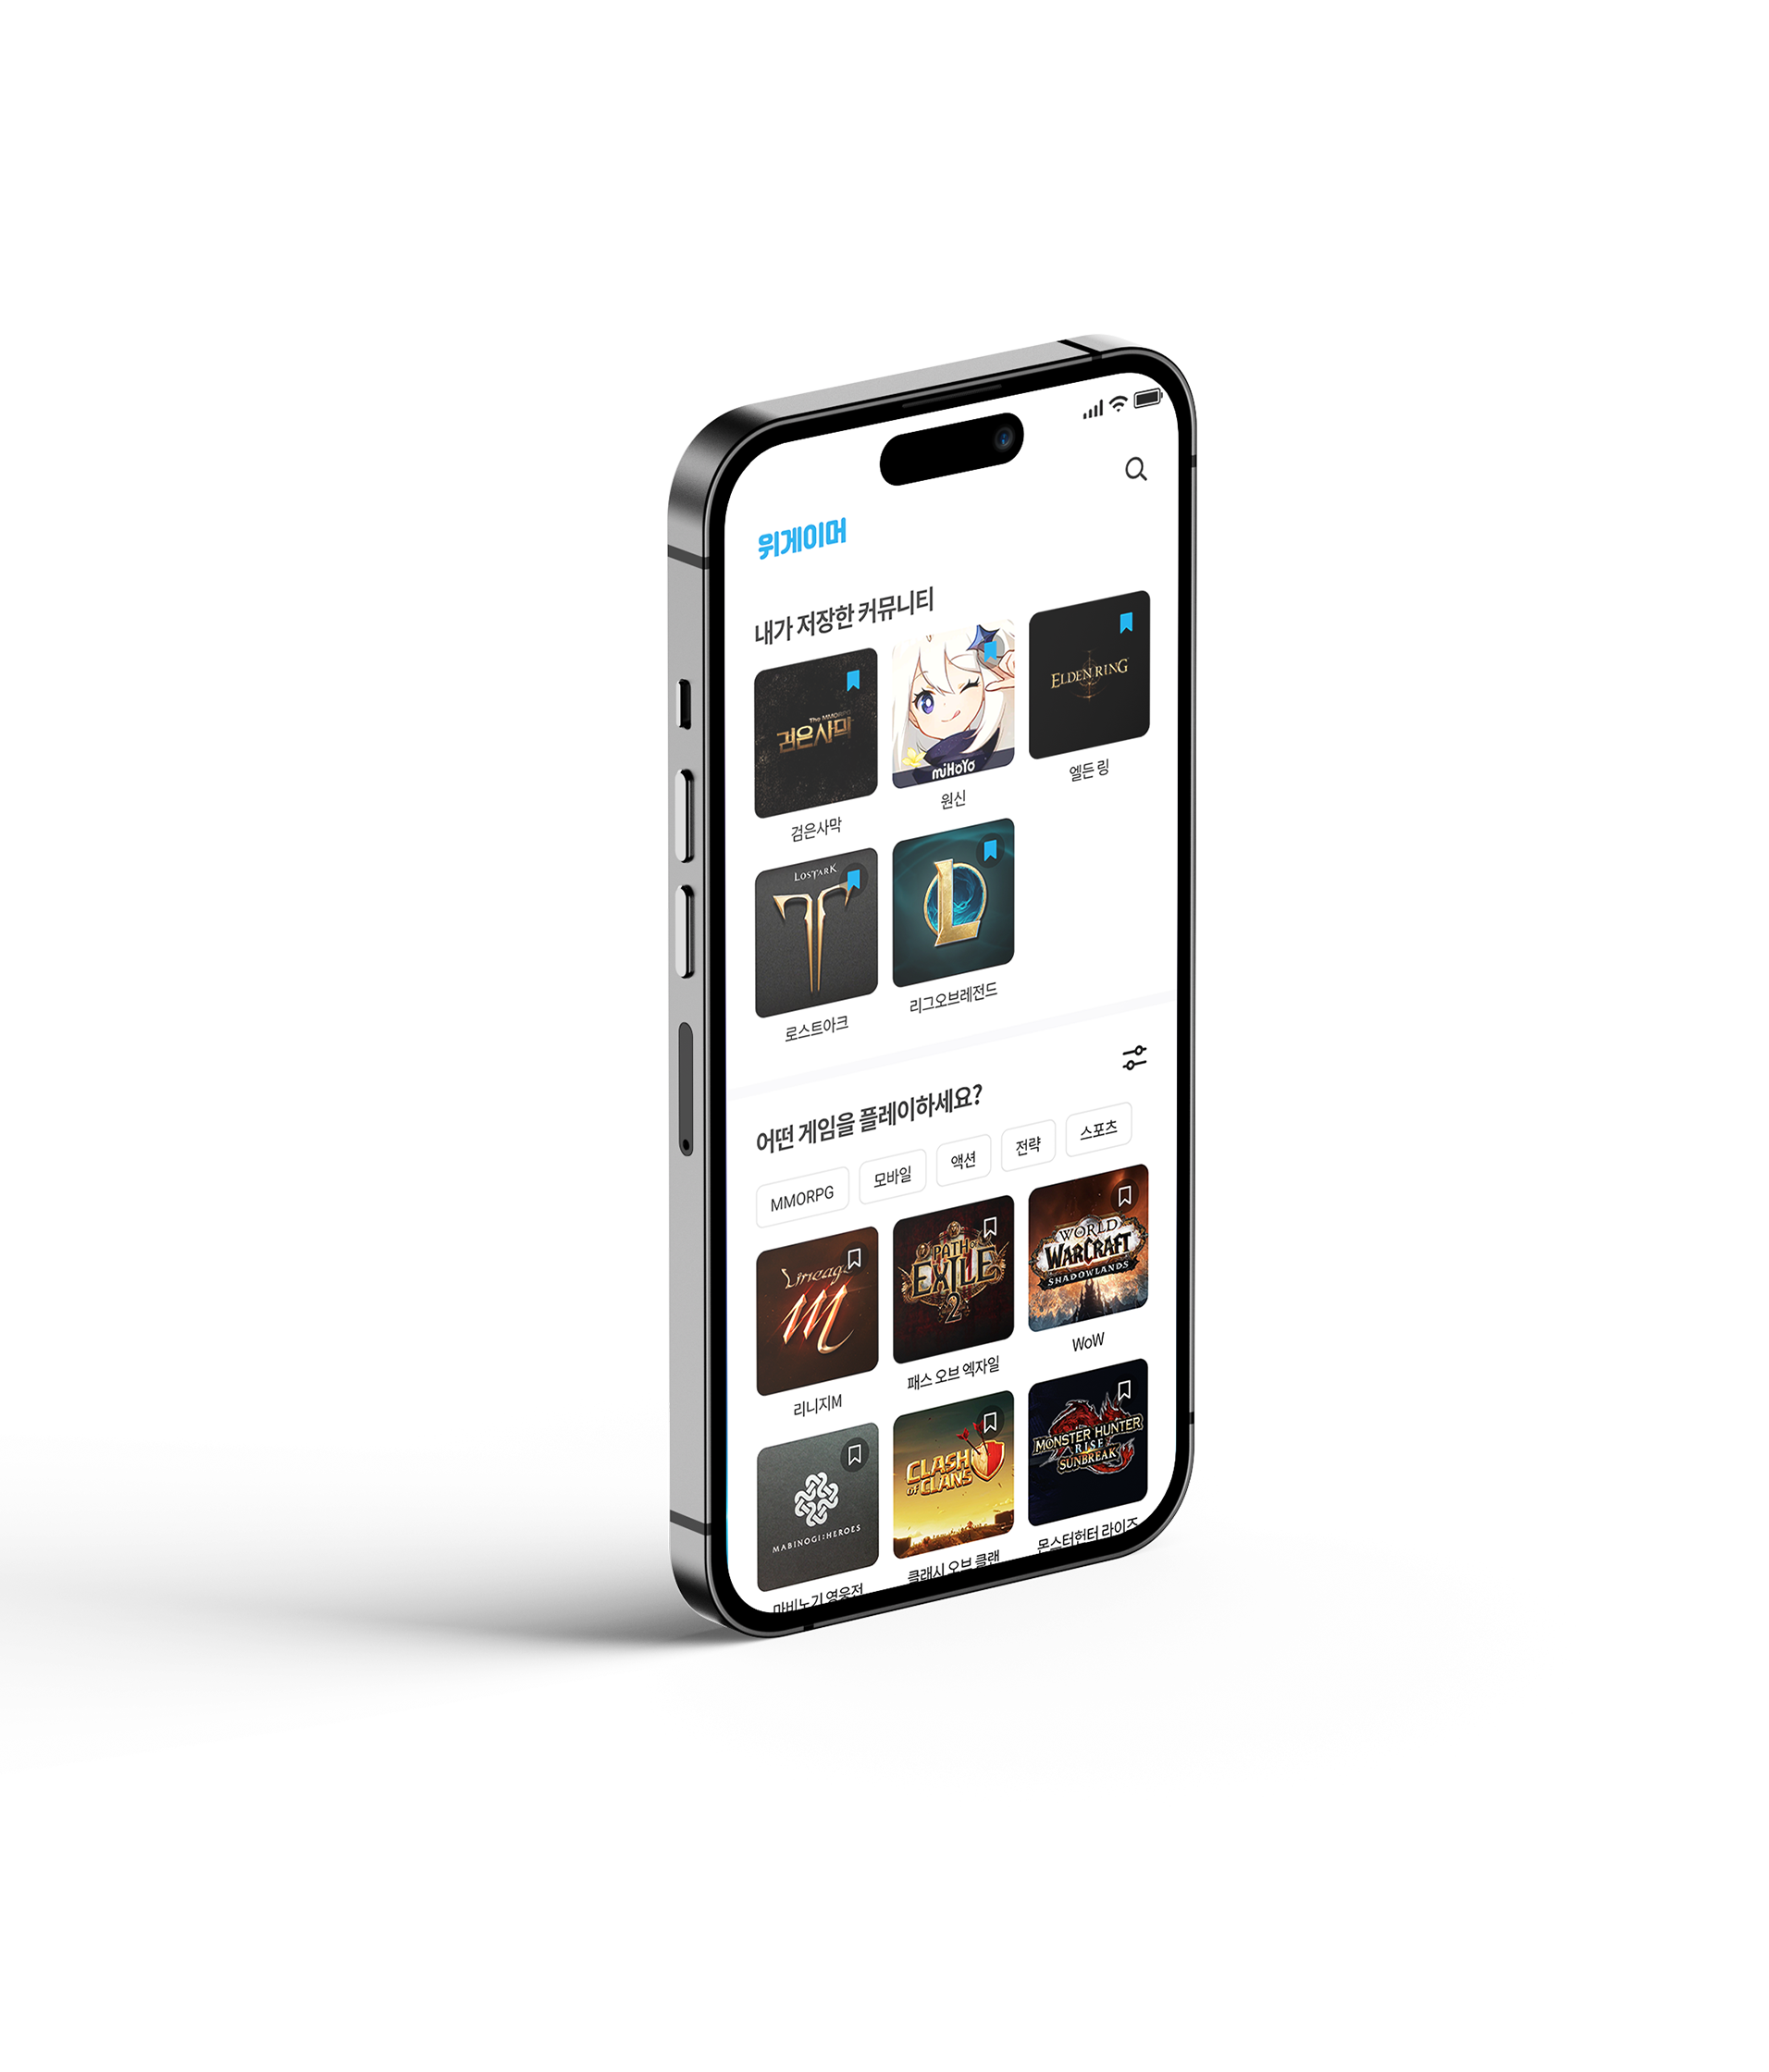 위게이머
내가 저장한 커뮤니티
The MMORPG
검은사막
miHoYo
ELDEN RING
검은사막
원신
엘든 링
LOSTARK
L
로스트아크
리그오브레전드
어떤 게임을 플레이하세요?
MMORPG
모바일
액션
전략
스포츠
Lineage
M
PATH of
EXILE
2
WORLD
WARCRAFT
SHADOWLANDS
리니지M
패스 오브 엑자일
WoW
MABINOGI:HEROES
CLASH
OF CLANS
MONSTER HUNTER
RISE
SUNBREAK
마비노기 영웅전
클래시 오브 클랜
몬스터헌터 라이즈